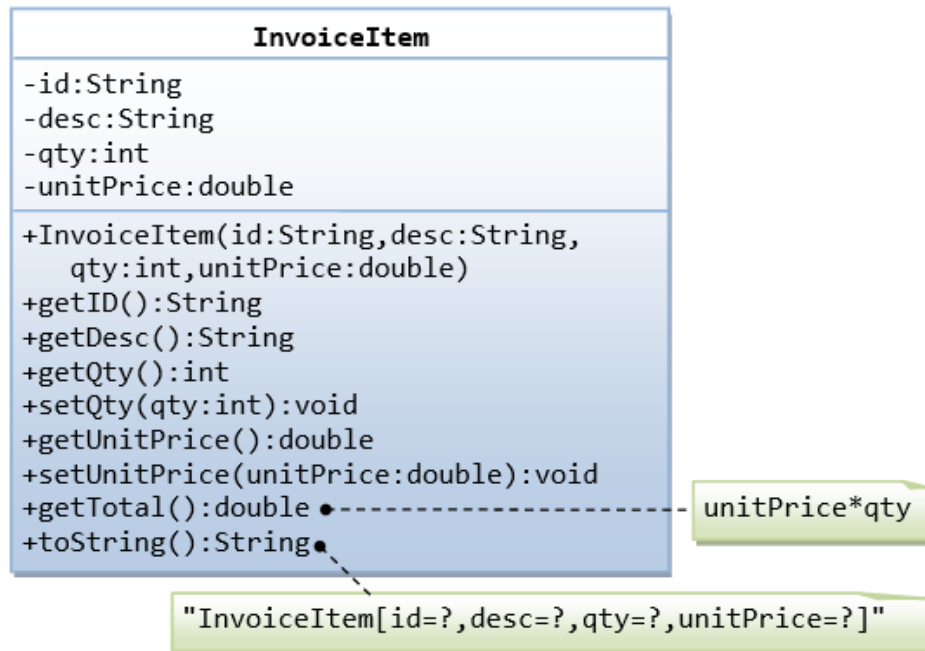 InvoiceItem
-id:String
-desc:String
-qty:int
-unitPrice:double
+InvoiceItem(id:String,desc:String,
qty:int,unitPrice:double)
+getID():String
+getDesc():String
+getQty():int
+setQty(qty:int):void
+getUnitPrice():double
+setUnitPrice(unitPrice:double):void
+getTotal():double
unitPrice*qty
+toString():String
"InvoiceItem[id=?,desc=?,qty=?,unitPrice=?]"